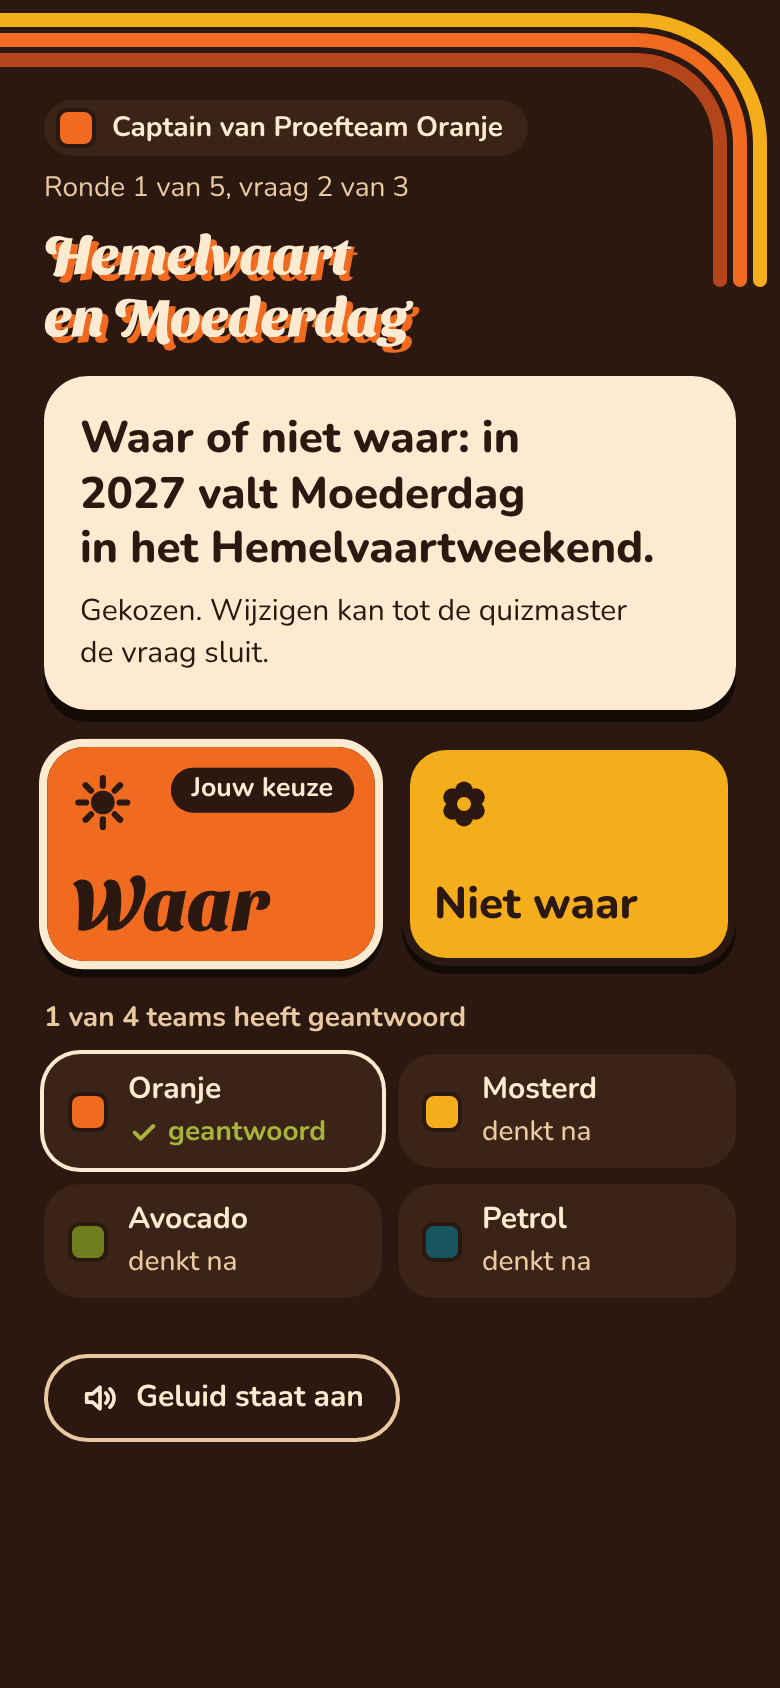 Captain van Proefteam Oranje
Ronde 1 van 5, vraag 2 van 3
Hemelvaart
en Moederdag
Waar of niet waar: in
2027 valt Moederdag
in het Hemelvaartweekend.
Gekozen. Wijzigen kan tot de quizmaster
de vraag sluit.
Jouw keuze
Waar
Niet waar
1 van 4 teams heeft geantwoord
Oranje
geantwoord
Mosterd
denkt na
Avocado
denkt na
Petrol
denkt na
Geluid staat aan